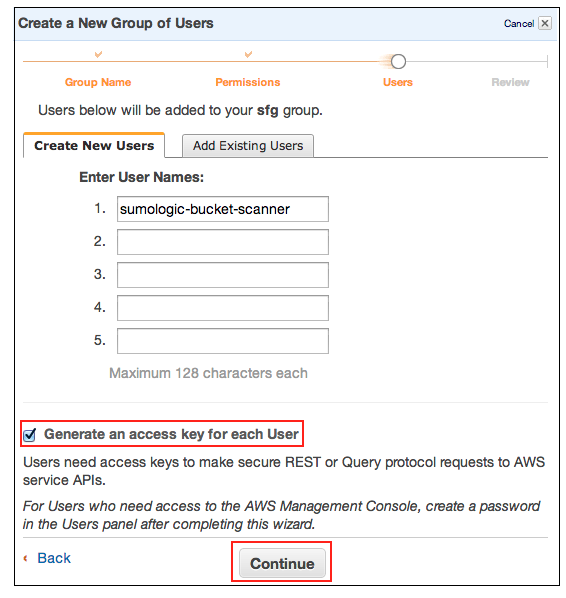 Create a New Group of Users
Cancel
Group Name
Permissions
Users
Review
Users below will be added to your sfg group.
Create New Users
Add Existing Users
Enter User Names:
1. sumologic-bucket-scanner
2.
3.
4.
5.
Maximum 128 characters each
Generate an access key for each User
Users need access keys to make secure REST or Query protocol requests to AWS
service APIs.
For Users who need access to the AWS Management Console, create a password
in the Users panel after completing this wizard.
Back
Continue